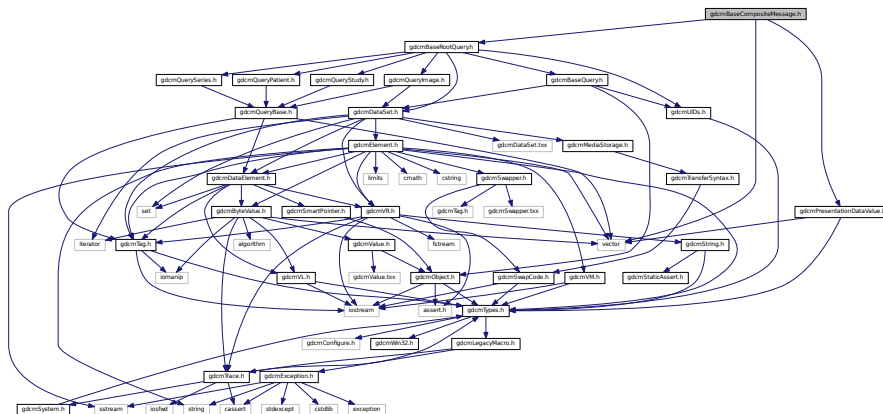 gdcmBaseCompositeMessage.h
gdcmBaseRootQuery.h
gdcmQuerySeries.h
gdcmQueryPatient.h
gdcmQueryStudy.h
gdcmQueryImage.h
gdcmBaseQuery.h
gdcmQueryBase.h
gdcmDataSet.h
gdcmUIDs.h
gdcmElement.h
gdcmDataSet.txx
gdcmMediaStorage.h
gdcmDataElement.h
limits
cmath
cstring
gdcmSwapper.h
gdcmTransferSyntax.h
set
gdcmByteValue.h
gdcmSmartPointer.h
gdcmVR.h
gdcmTag.h
gdcmSwapper.txx
gdcmPresentationDataValue.h
iterator
gdcmTag.h
algorithm
gdcmValue.h
fstream
vector
gdcmString.h
iomanip
gdcmVL.h
gdcmValue.txx
gdcmObject.h
gdcmSwapCode.h
gdcmVM.h
gdcmStaticAssert.h
iostream
assert.h
gdcmTypes.h
gdcmConfigure.h
gdcmWin32.h
gdcmLegacyMacro.h
gdcmTrace.h
gdcmException.h
gdcmSystem.h
sstream
iosfwd
string
cassert
stdexcept
cstdlib
exception